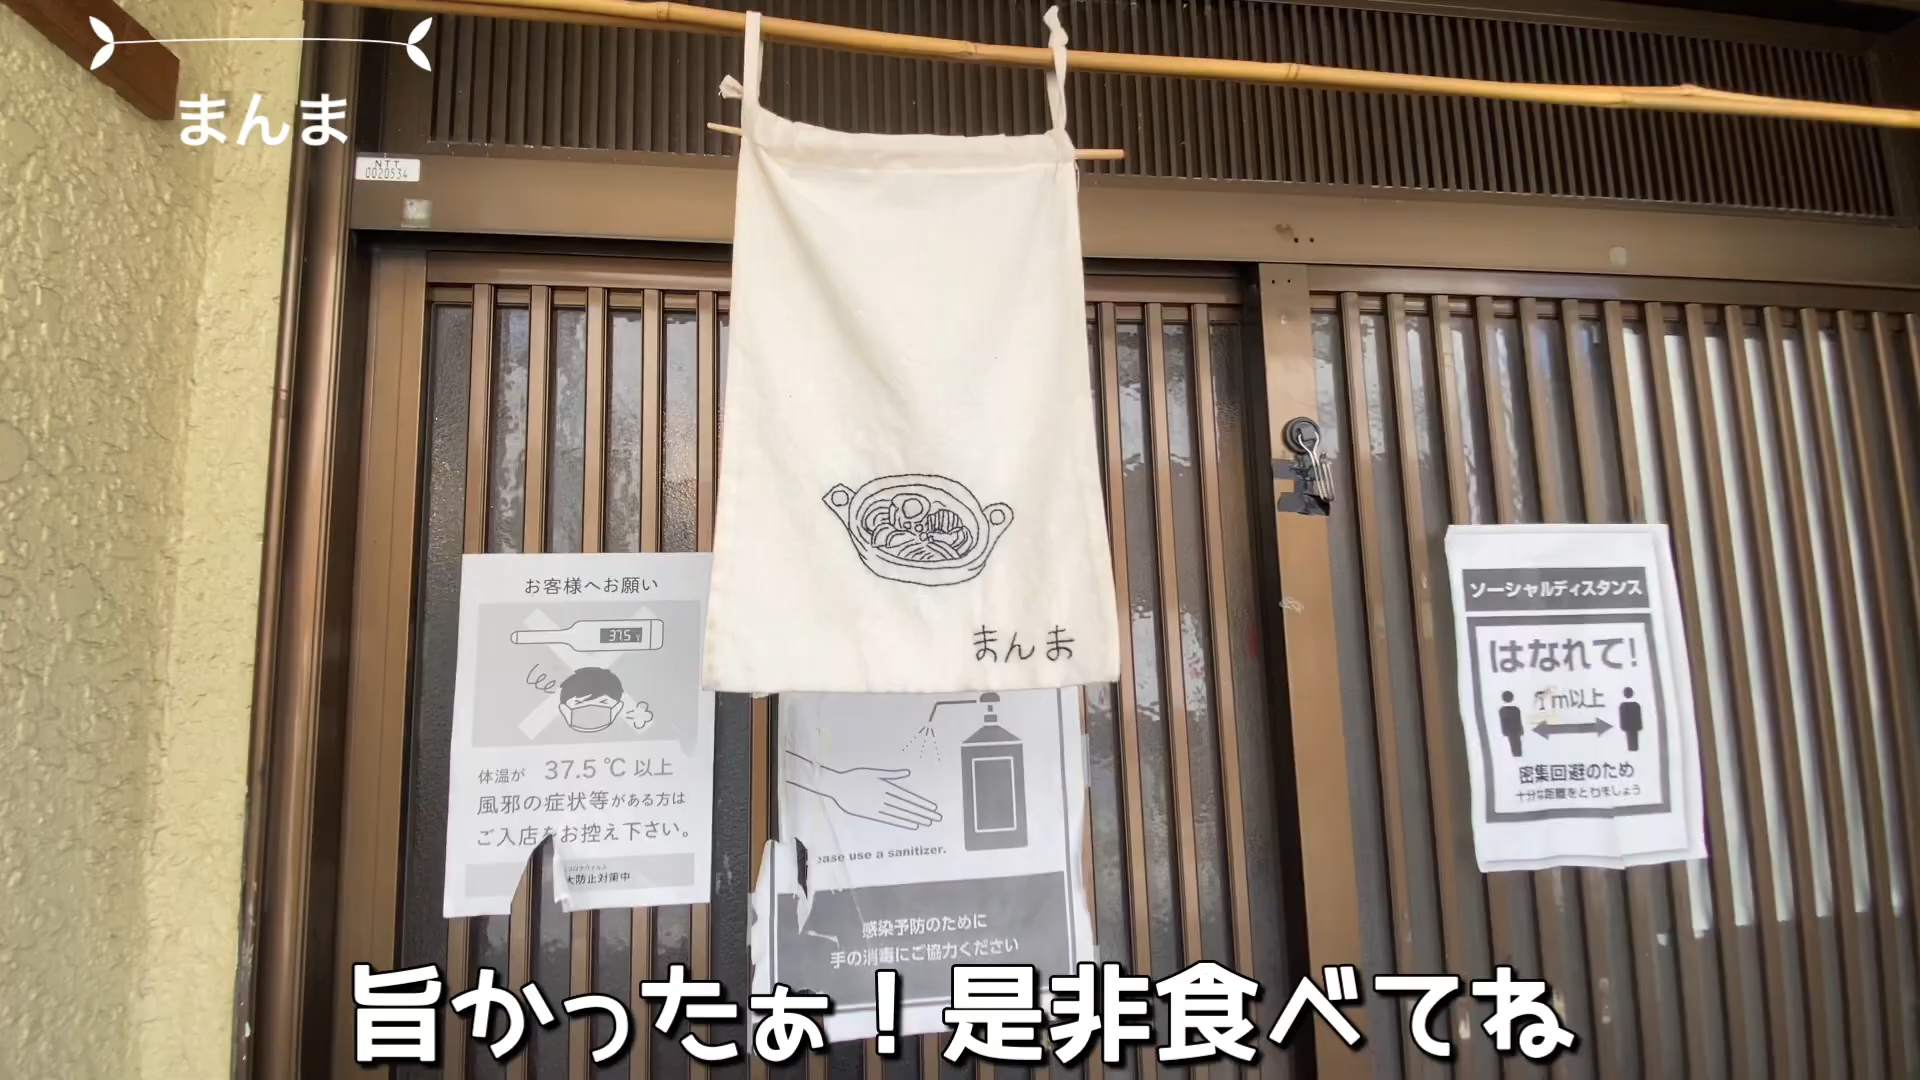 まんま
NTT
0020534
まんま
お客様へお願い
37.5
体温が 37.5℃ 以上
風邪の症状等がある方は
ご入店をお控え下さい。
大防止対策中
ease use a sanitizer.
感染予防のために
手の消毒にご協力ください
ソーシャルディスタンス
はなれて!
m以上
密集回避のため
十分な距離をとりましょう
旨かったぁ！是非食べてね